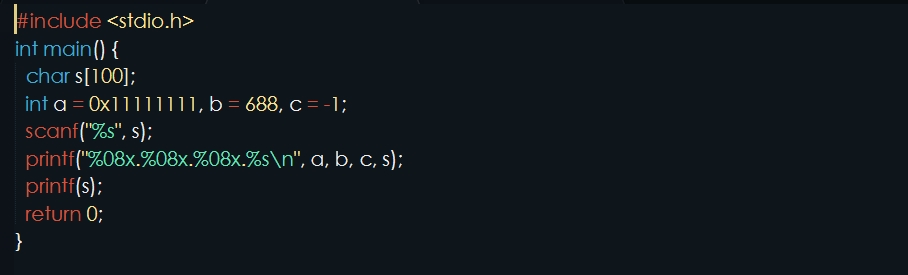 #include <stdio.h>
int main() {
  char s[100];
  int a = 0x11111111, b = 688, c = -1;
  scanf("%s", s);
  printf("%08x.%08x.%08x.%s\n", a, b, c, s);
  printf(s);
  return 0;
}